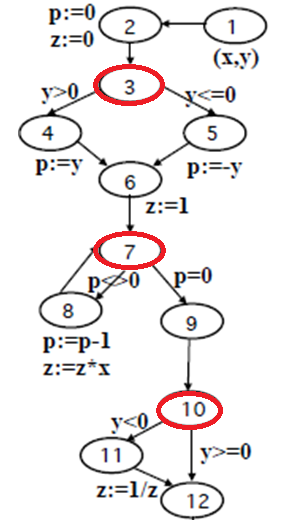 p:=0
z:=0
2
1
(x,y)
3
y>0
y<=0
4
5
p:=y
p:=-y
6
z:=1
7
p<>0
p=0
8
9
p:=p-1
z:=z*x
10
y<0
y>=0
11
z:=1/z
12